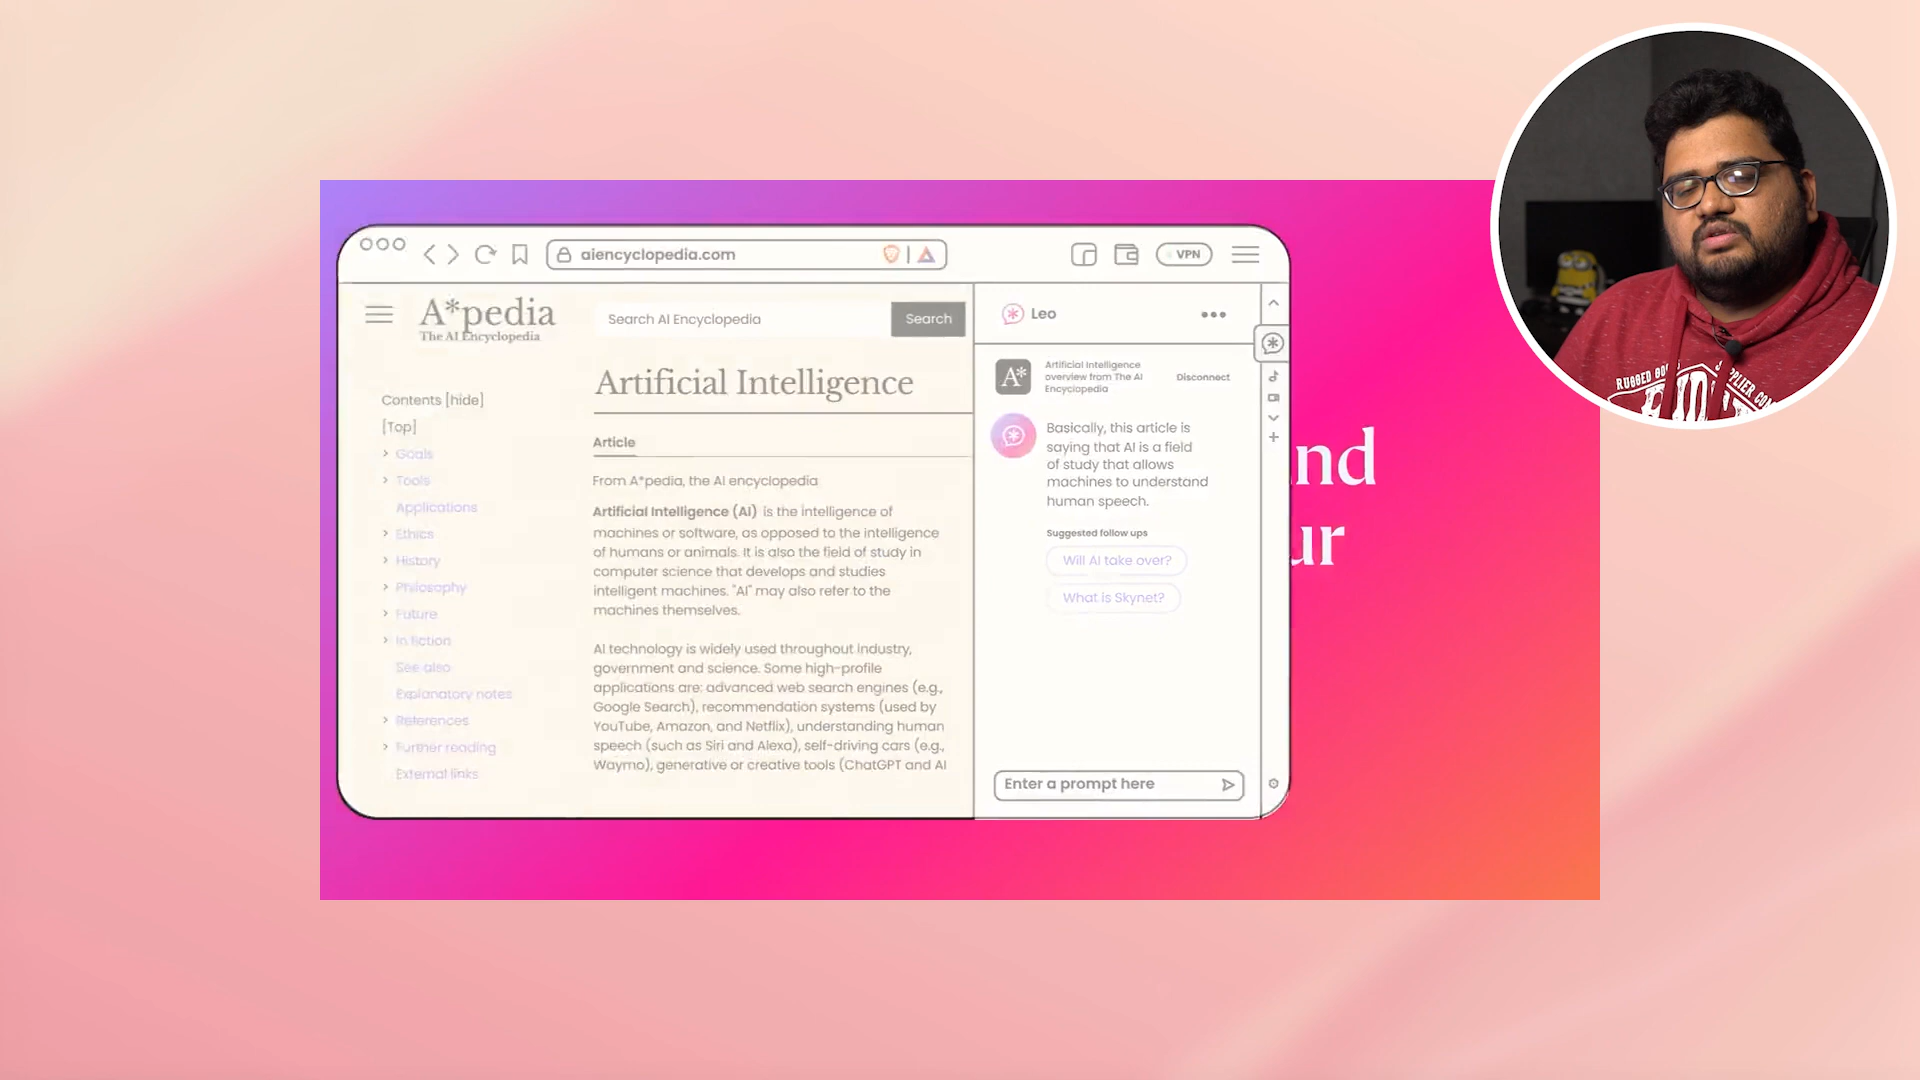 aiencyclopedia.com
VPN
A*pedia
The AI Encyclopedia
Search AI Encyclopedia
Search
Artificial Intelligence
Contents [hide]
[Top]
Goals
Tools
Applications
Ethics
History
Philosophy
Future
In fiction
See also
Explanatory notes
References
Further reading
External links
Article
From A*pedia, the AI encyclopedia
Artificial Intelligence (AI) is the intelligence of
machines or software, as opposed to the intelligence
of humans or animals. It is also the field of study in
computer science that develops and studies
intelligent machines. "AI" may also refer to the
machines themselves.
AI technology is widely used throughout industry,
government and science. Some high-profile
applications are: advanced web search engines (e.g.,
Google Search), recommendation systems (used by
YouTube, Amazon, and Netflix), understanding human
speech (such as Siri and Alexa), self-driving cars (e.g.,
Waymo), generative or creative tools (ChatGPT and AI
Leo
A*
Artificial Intelligence
overview from The AI
Encyclopedia
Disconnect
Basically, this article is
saying that AI is a field
of study that allows
machines to understand
human speech.
Suggested follow ups
Will AI take over?
What is Skynet?
Enter a prompt here
nd
ur
RUGGED